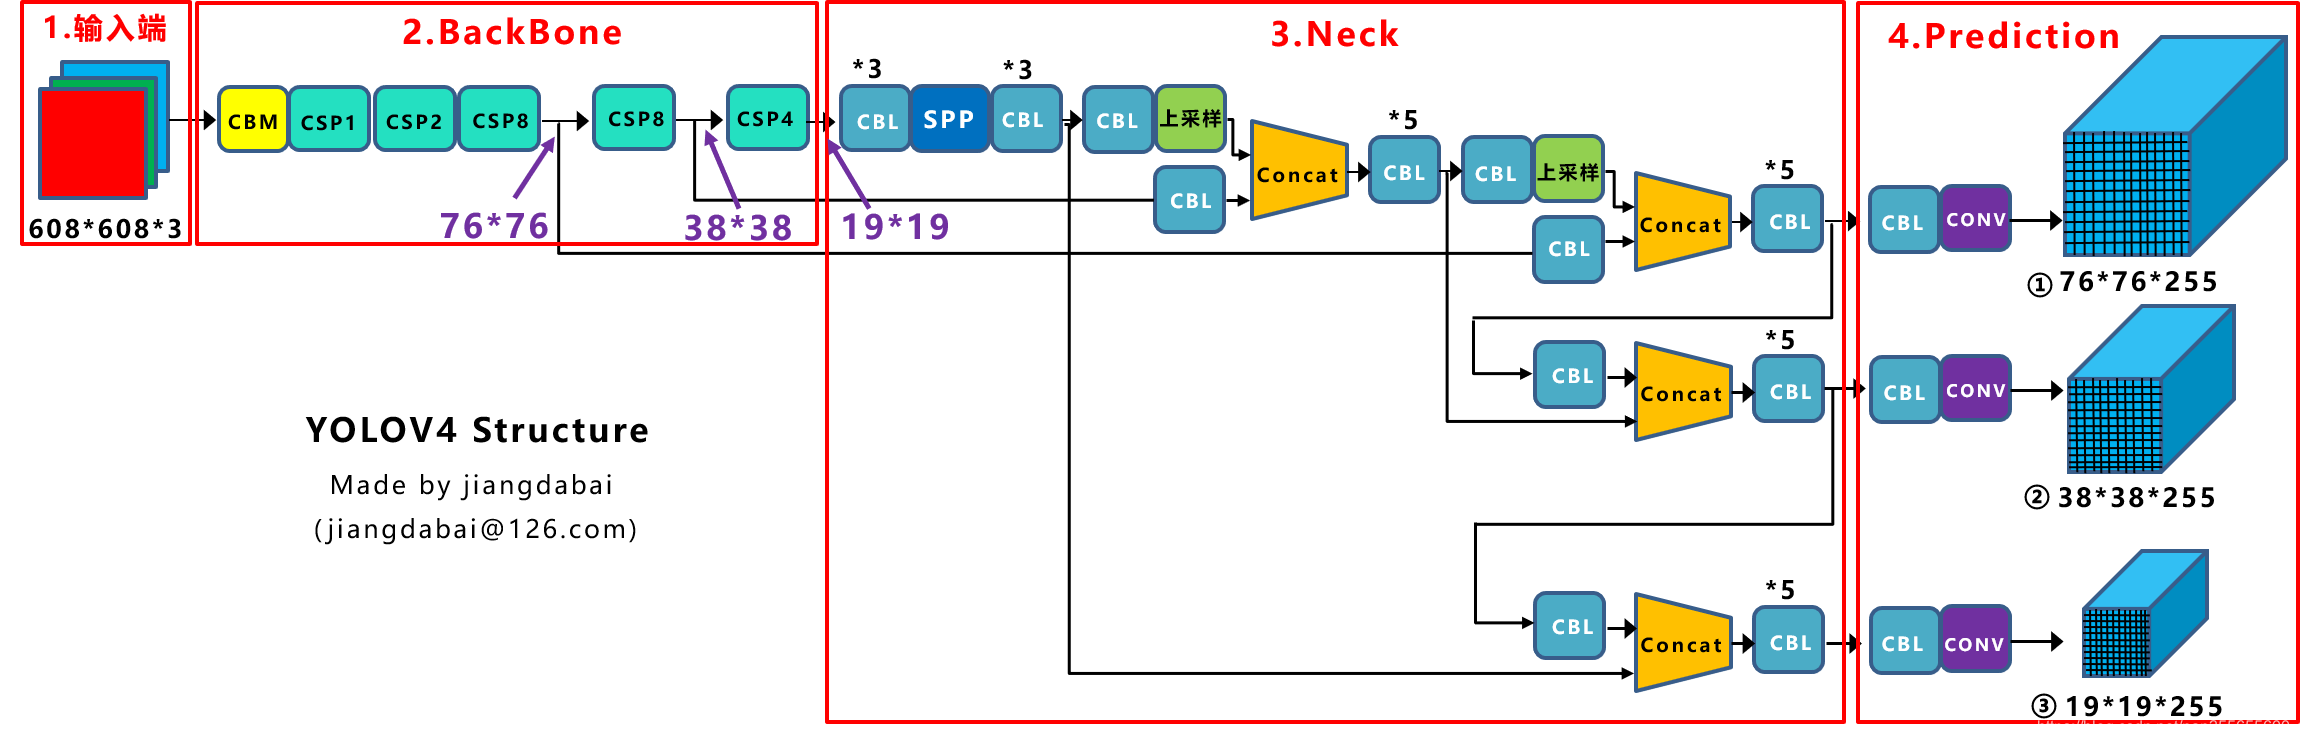 1.输入端
608*608*3
2.BackBone
CBM
CSP1
CSP2
CSP8
CSP8
CSP4
76*76
38*38
19*19
3.Neck
*3
CBL
SPP
*3
CBL
CBL
上采样
CBL
Concat
*5
CBL
CBL
上采样
CBL
Concat
*5
CBL
CBL
Concat
*5
CBL
CBL
Concat
*5
CBL
4.Prediction
CBL
CONV
① 76*76*255
CBL
CONV
② 38*38*255
CBL
CONV
③ 19*19*255
YOLOV4 Structure
Made by jiangdabai
(jiangdabai@126.com)